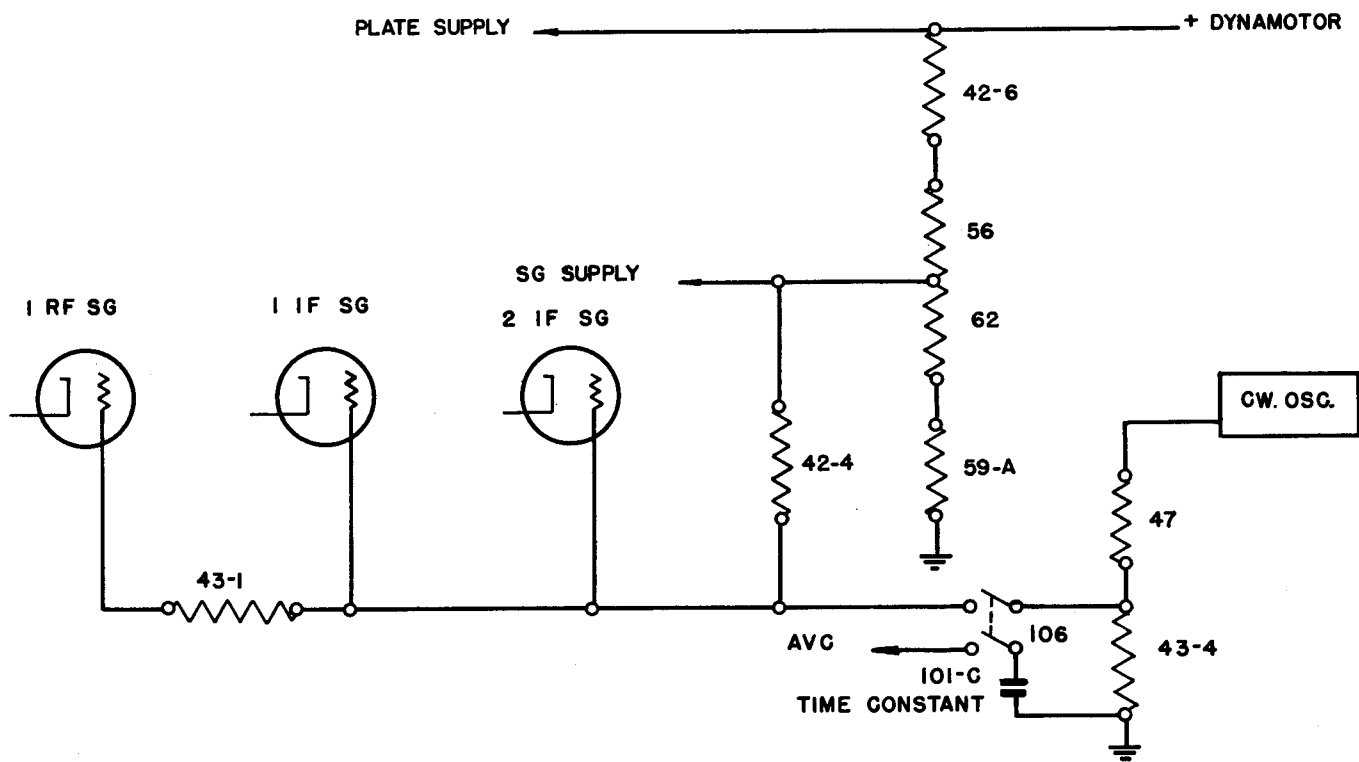 PLATE SUPPLY
+ DYNAMOTOR
42-6
56
SG SUPPLY
1 RF SG
1 IF SG
2 IF SG
62
CW. OSC.
42-4
59-A
47
43-1
106
AVC
43-4
101-C
TIME CONSTANT